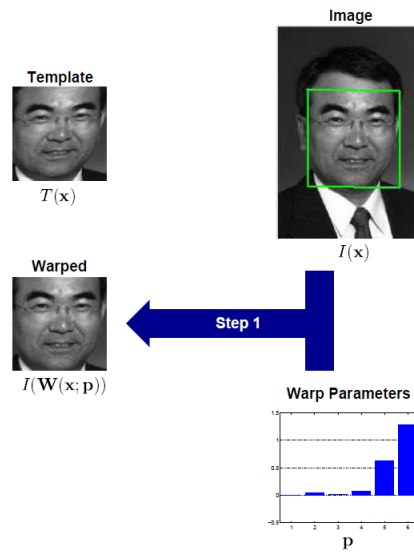 Image
Template
T(x)
I(x)
Warped
Step 1
I(W(x;p))
Warp Parameters
1.5
1
0.5
0
-0.5
1 2 3 4 5 6
p